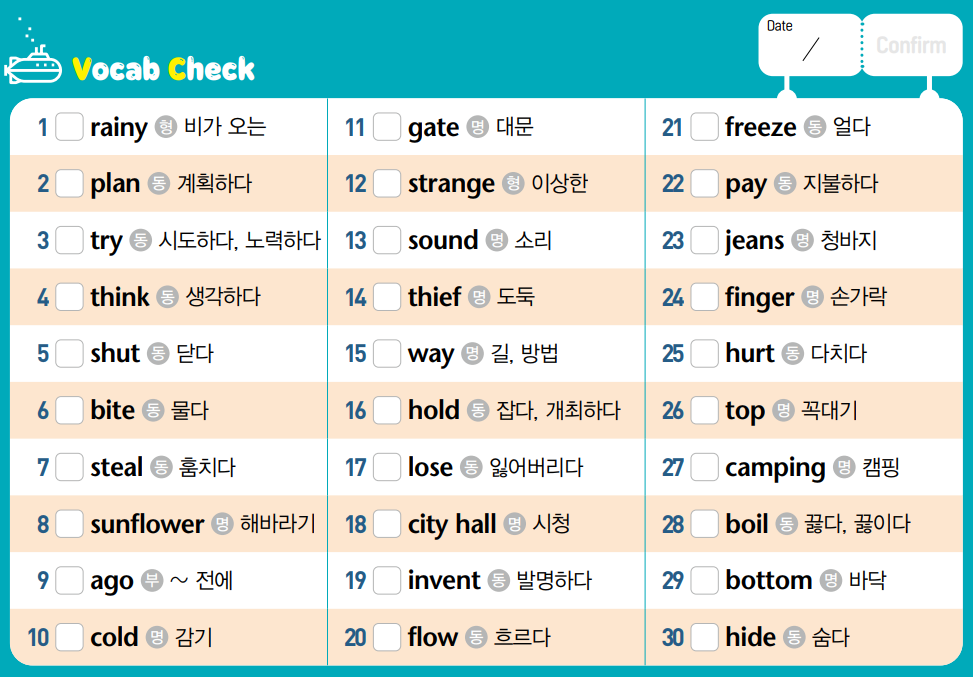 Vocab Check
Date
/
Confirm
1 rainy 형 비가 오는
2 plan 동 계획하다
3 try 동 시도하다, 노력하다
4 think 동 생각하다
5 shut 동 닫다
6 bite 동 물다
7 steal 동 훔치다
8 sunflower 명 해바라기
9 ago 부 ~ 전에
10 cold 명 감기
11 gate 명 대문
12 strange 형 이상한
13 sound 명 소리
14 thief 명 도둑
15 way 명 길, 방법
16 hold 동 잡다, 개최하다
17 lose 동 잃어버리다
18 city hall 명 시청
19 invent 동 발명하다
20 flow 동 흐르다
21 freeze 동 얼다
22 pay 동 지불하다
23 jeans 명 청바지
24 finger 명 손가락
25 hurt 동 다치다
26 top 명 꼭대기
27 camping 명 캠핑
28 boil 동 끓다, 끓이다
29 bottom 명 바닥
30 hide 동 숨다